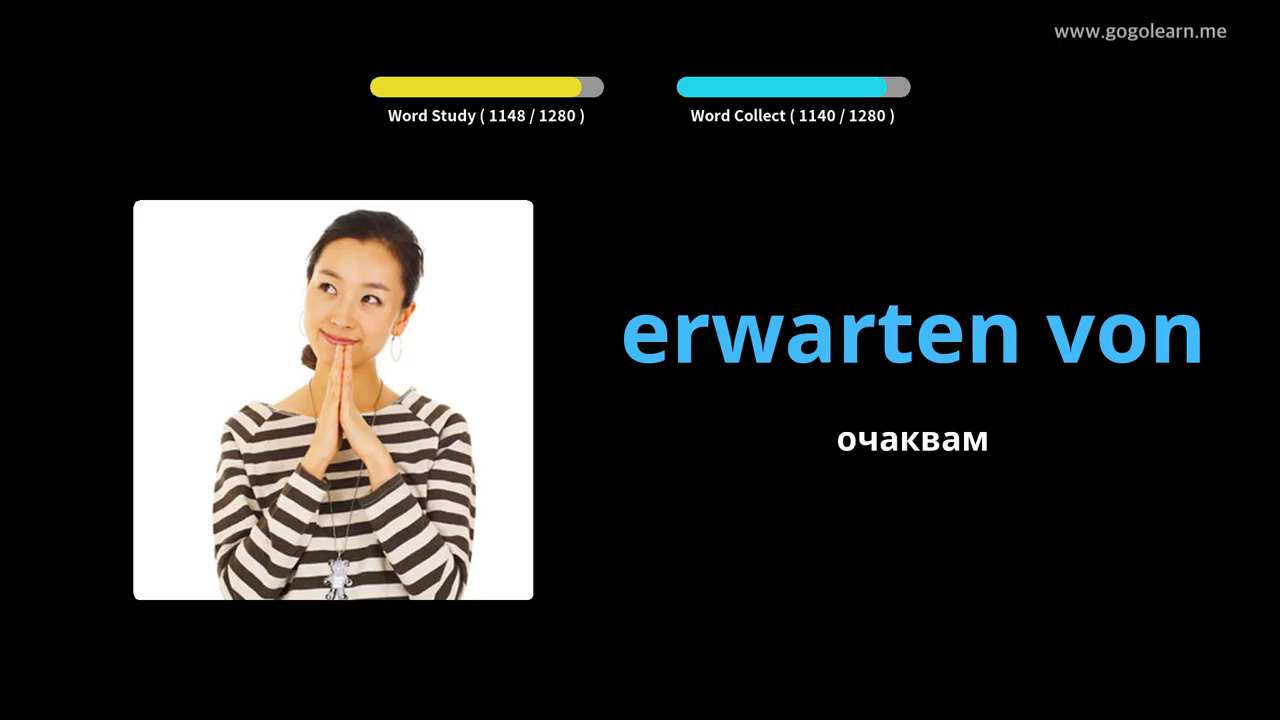 www.gogolearn.me
Word Study ( 1148 / 1280 )
Word Collect ( 1140 / 1280 )
erwarten von
очаквам